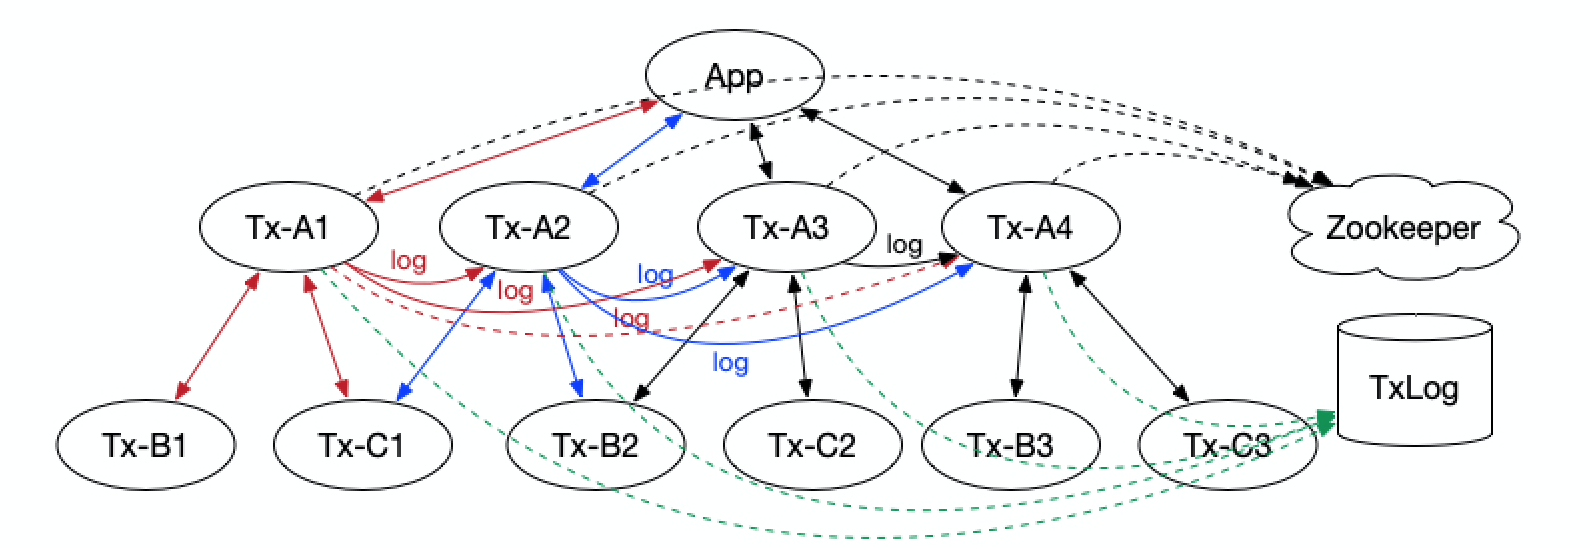 App
Tx-A1
Tx-A2
Tx-A3
Tx-A4
Zookeeper
log
log
log
log
log
log
TxLog
Tx-B1
Tx-C1
Tx-B2
Tx-C2
Tx-B3
Tx-C3